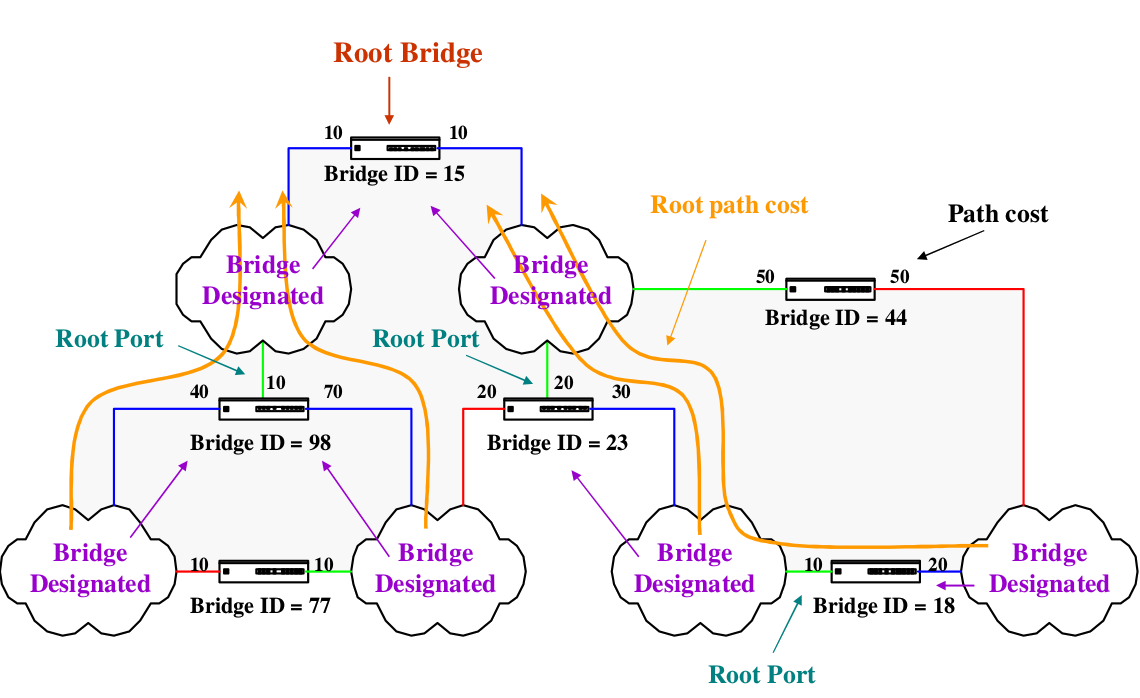 Root Bridge
10
10
Bridge ID = 15
Root path cost
Path cost
Bridge
Designated
Bridge
Designated
50
50
Bridge ID = 44
Root Port
Root Port
40
10
70
20
20
30
Bridge ID = 98
Bridge ID = 23
Bridge
Designated
Bridge
Designated
Bridge
Designated
Bridge
Designated
10
10
10
20
Bridge ID = 77
Bridge ID = 18
Root Port